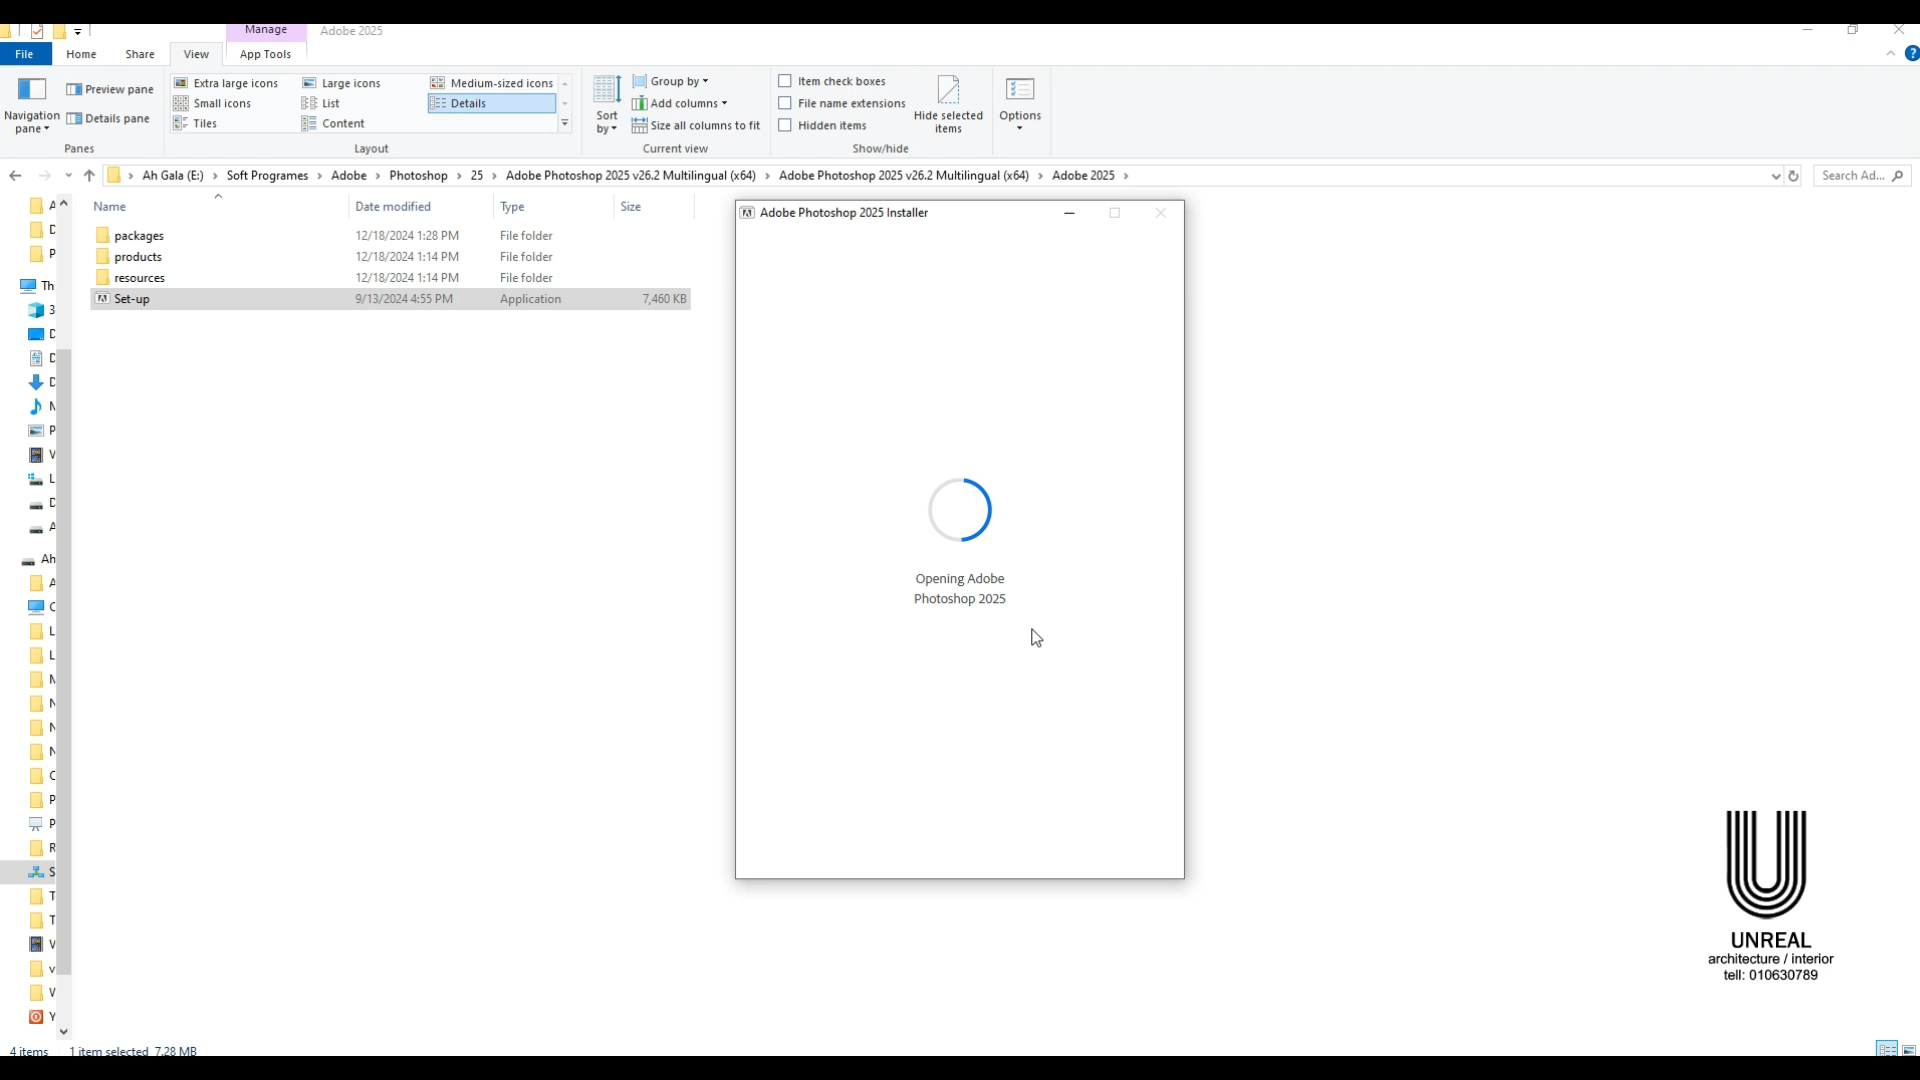 Manage
Adobe 2025
File
Home
Share
View
App Tools
Navigation pane
Preview pane
Details pane
Panes
Extra large icons
Large icons
Medium-sized icons
Small icons
List
Details
Tiles
Content
Layout
Sort by
Group by
Add columns
Size all columns to fit
Current view
Item check boxes
File name extensions
Hidden items
Hide selected items
Show/hide
Options
Ah Gala (E:) › Soft Programes › Adobe › Photoshop › 25 › Adobe Photoshop 2025 v26.2 Multilingual (x64) › Adobe Photoshop 2025 v26.2 Multilingual (x64) › Adobe 2025 ›
Search Ad...
Name Date modified Type Size
packages 12/18/2024 1:28 PM File folder
products 12/18/2024 1:14 PM File folder
resources 12/18/2024 1:14 PM File folder
Set-up 9/13/2024 4:55 PM Application 7,460 KB
Th
Ah
Adobe Photoshop 2025 Installer
Opening Adobe
Photoshop 2025
UNREAL
architecture / interior
tell: 010630789
4 items 1 item selected 7.28 MB